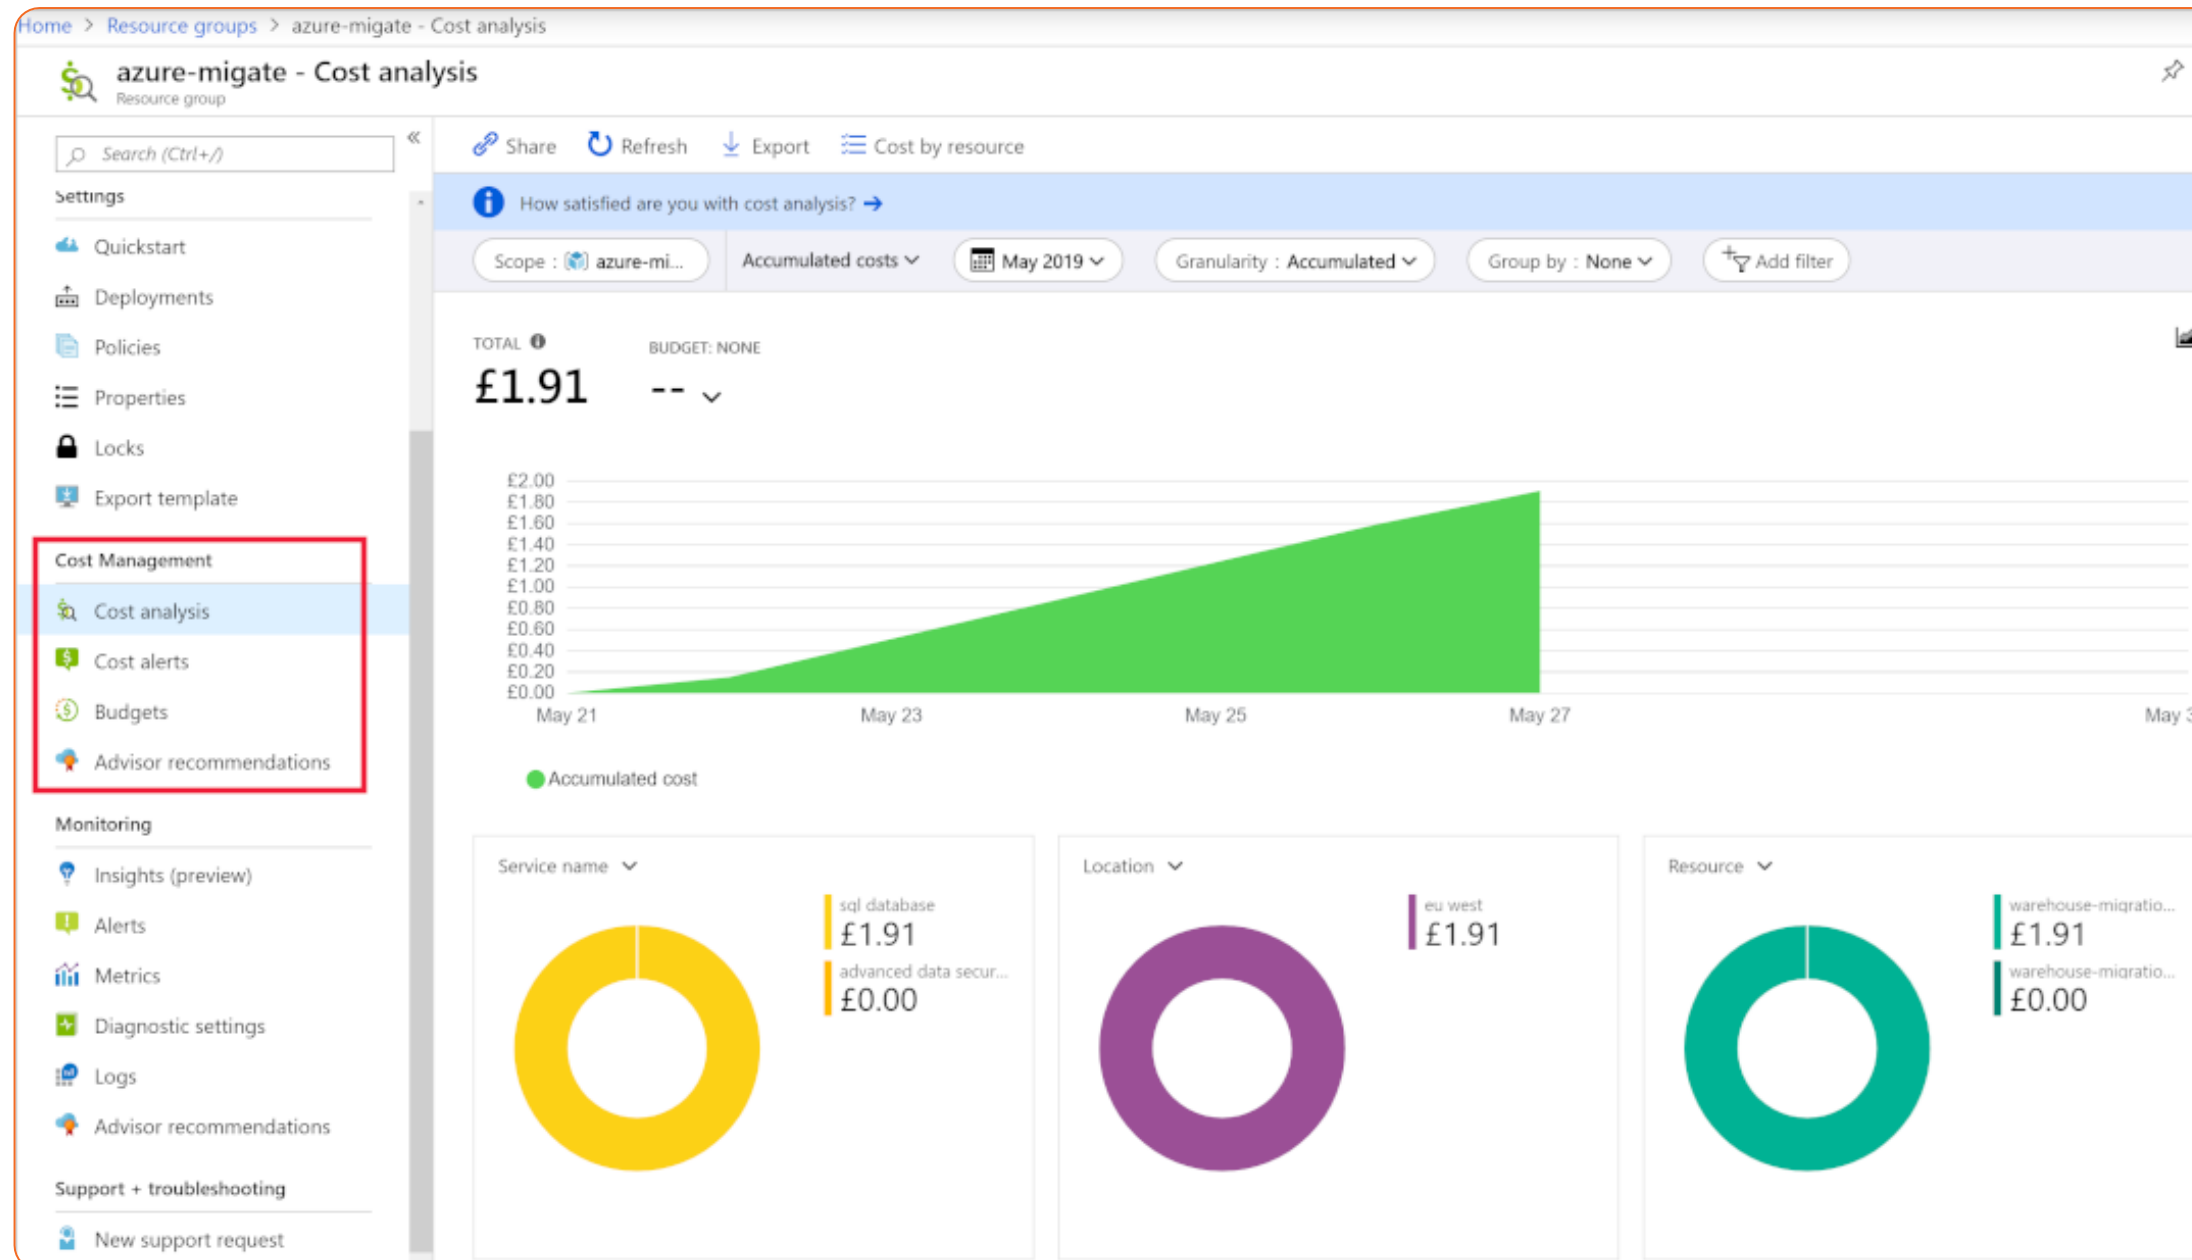 Home > Resource groups > azure-migate - Cost analysis
azure-migate - Cost analysis
Resource group
Search (Ctrl+/)
«
Settings
Quickstart
Deployments
Policies
Properties
Locks
Export template
Cost Management
Cost analysis
Cost alerts
Budgets
Advisor recommendations
Monitoring
Insights (preview)
Alerts
Metrics
Diagnostic settings
Logs
Advisor recommendations
Support + troubleshooting
New support request
Share Refresh Export Cost by resource
How satisfied are you with cost analysis? →
Scope : azure-mi... Accumulated costs May 2019 Granularity : Accumulated Group by : None Add filter
TOTAL BUDGET: NONE
£1.91 --
£2.00
£1.80
£1.60
£1.40
£1.20
£1.00
£0.80
£0.60
£0.40
£0.20
£0.00
May 21 May 23 May 25 May 27 May
Accumulated cost
Service name
sql database
£1.91
advanced data secur...
£0.00
Location
eu west
£1.91
Resource
warehouse-migratio...
£1.91
warehouse-migratio...
£0.00